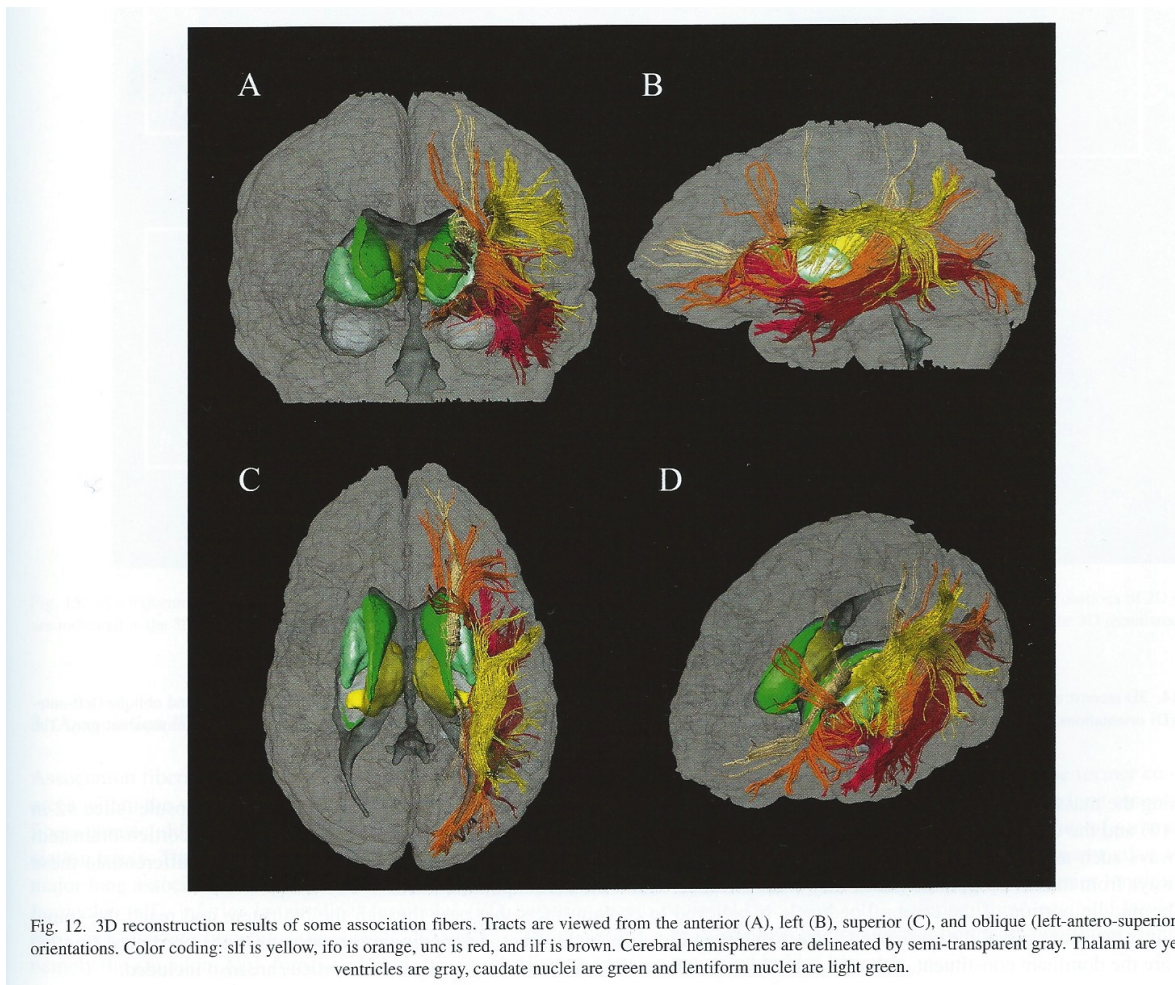 A
B
C
D
Fig. 12. 3D reconstruction results of some association fibers. Tracts are viewed from the anterior (A), left (B), superior (C), and oblique (left-antero-superior
orientations. Color coding: slf is yellow, ifo is orange, unc is red, and ilf is brown. Cerebral hemispheres are delineated by semi-transparent gray. Thalami are ye
ventricles are gray, caudate nuclei are green and lentiform nuclei are light green.